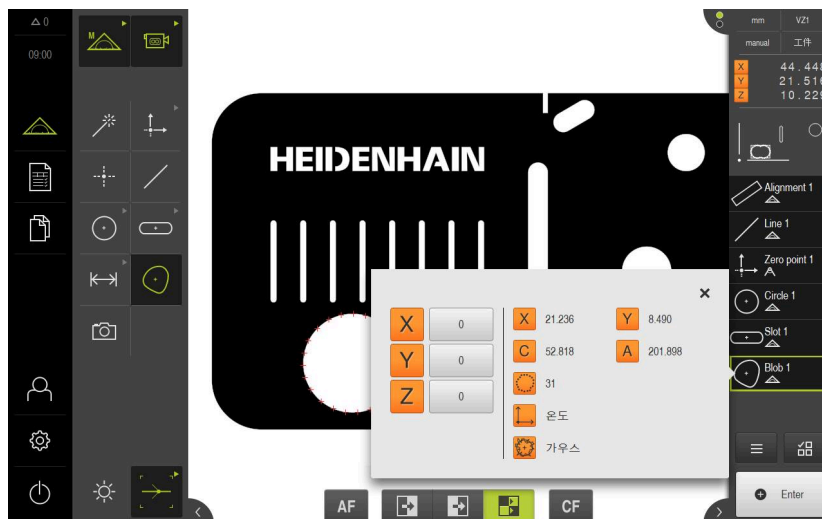 △ 0
09:00
M
HEIDENHAIN
mm VZ1
manual 工件
X 44.448
Y 21.516
Z 10.229
Alignment 1
Line 1
Zero point 1
Circle 1
Slot 1
Blob 1
X 0
Y 0
Z 0
X 21.236 Y 8.490
C 52.818 A 201.898
31
온도
가우스
AF
CF
Enter